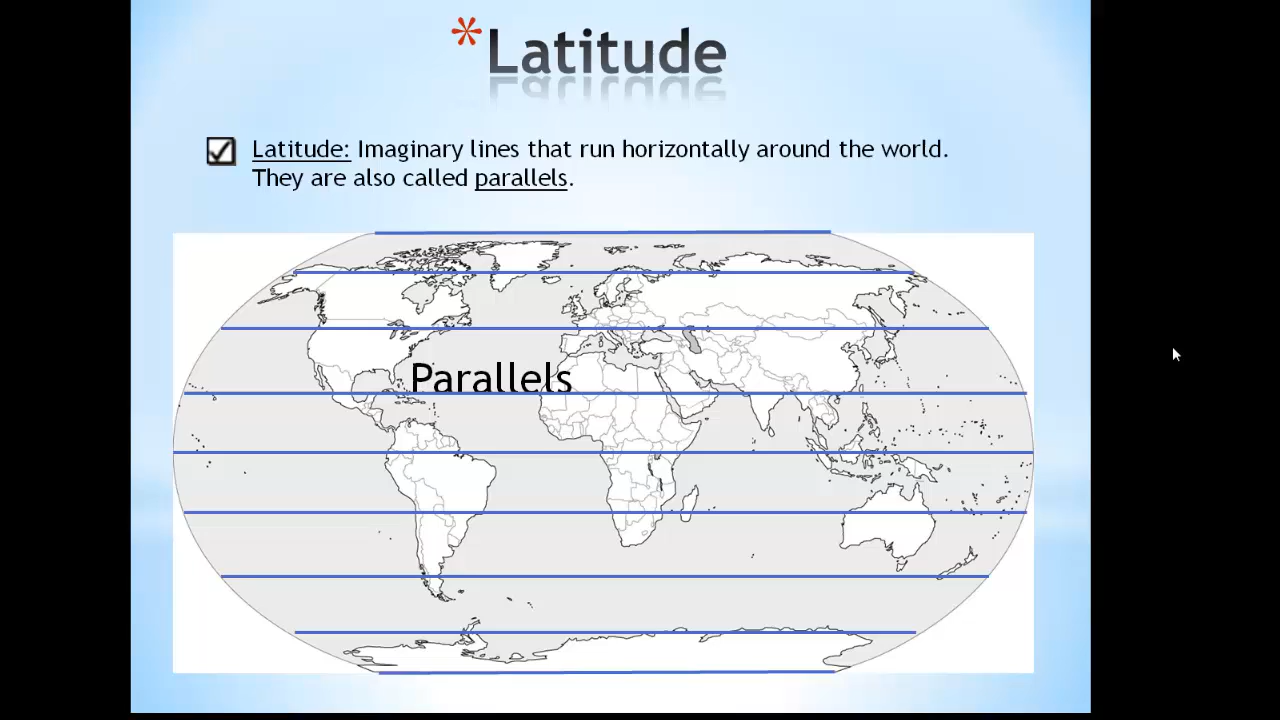 *Latitude
Latitude: Imaginary lines that run horizontally around the world.
They are also called parallels.
Parallels